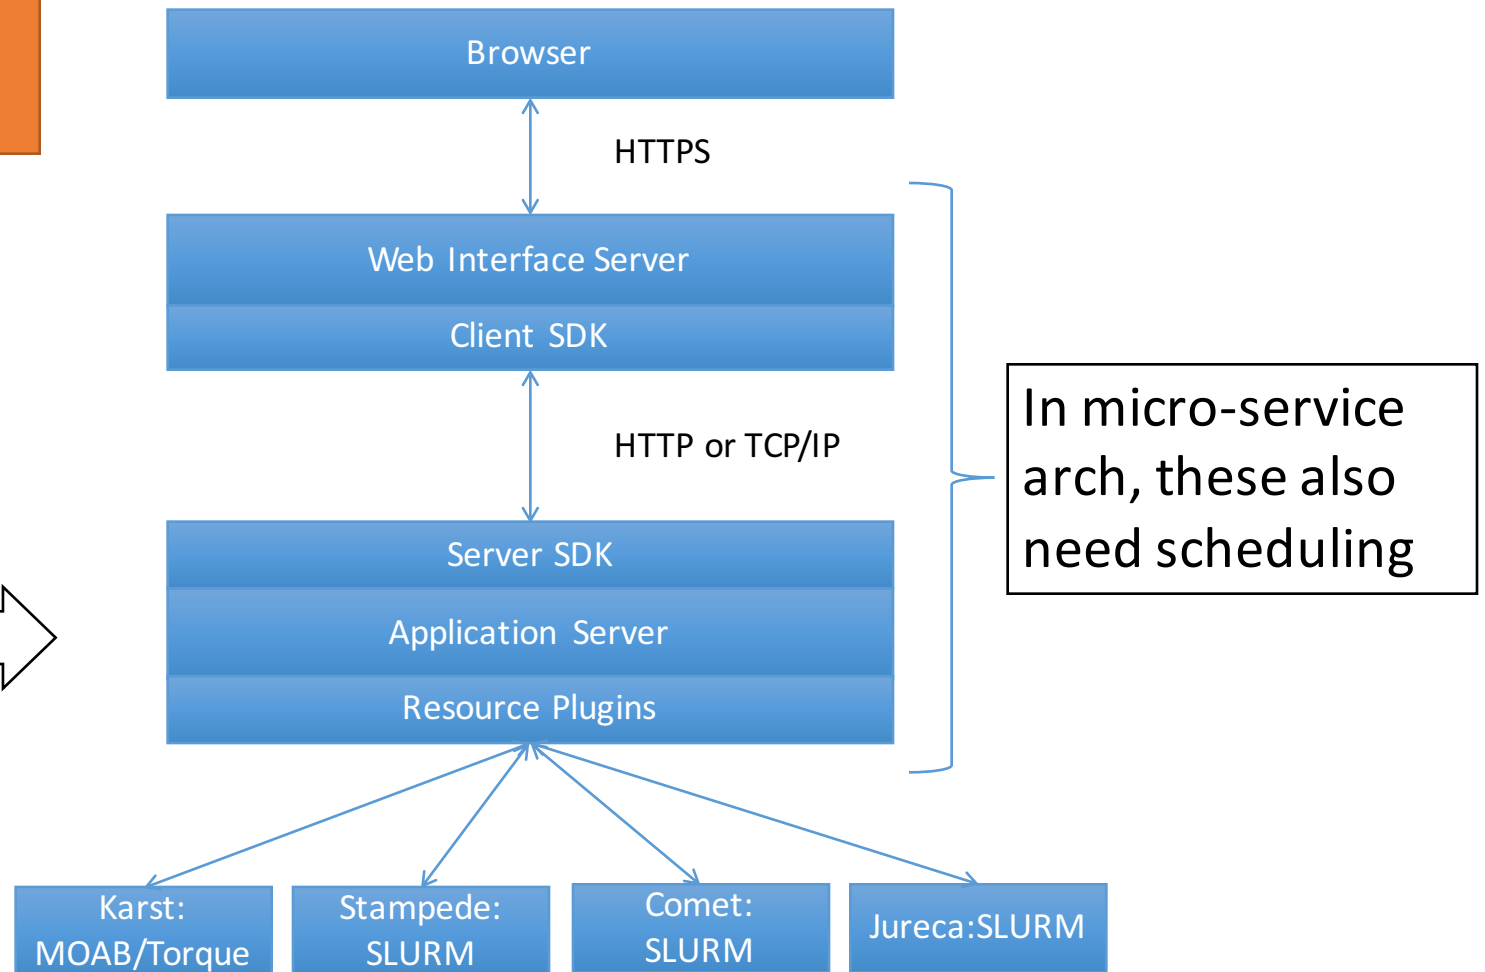 Browser
HTTPS
Web Interface Server
Client SDK
HTTP or TCP/IP
In micro-service
arch, these also
need scheduling
Server SDK
Application Server
Resource Plugins
Karst:
MOAB/Torque
Stampede:
SLURM
Comet:
SLURM
Jureca:SLURM